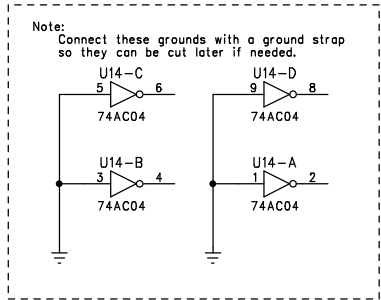 Note:
Connect these grounds with a ground strap
so they can be cut later if needed.
U14-C
5 6
74AC04
U14-D
9 8
74AC04
U14-B
3 4
74AC04
U14-A
1 2
74AC04